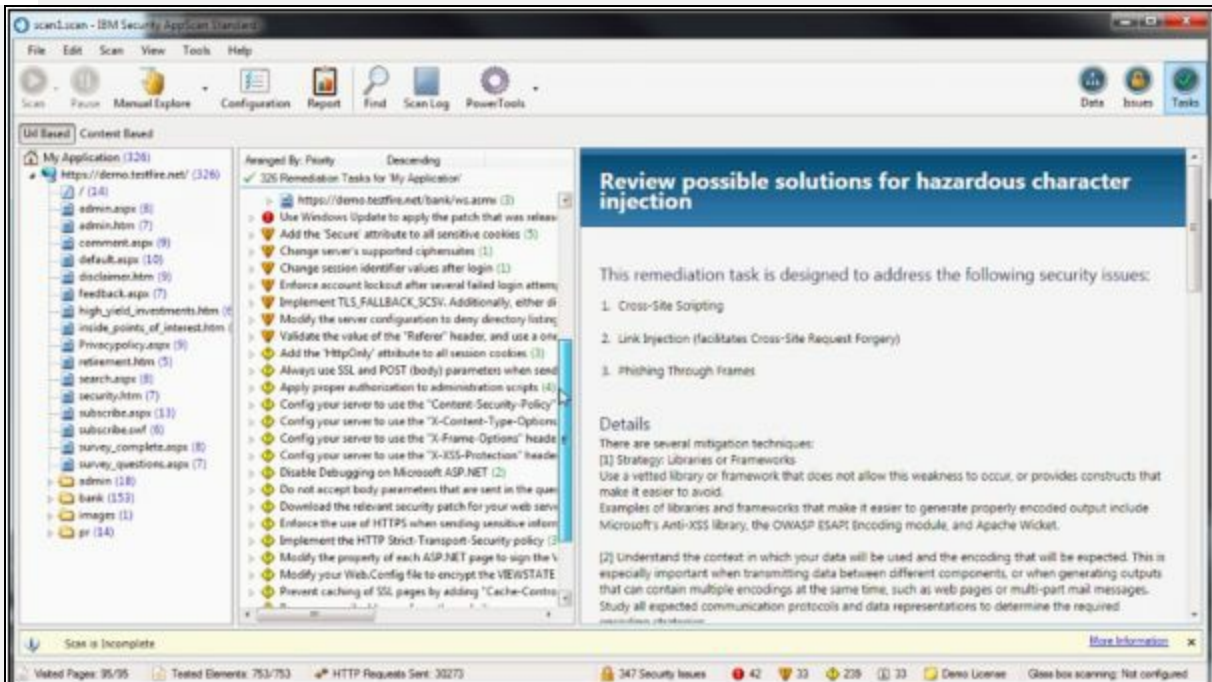 scan1.scan - IBM Security AppScan Standard
File Edit Scan View Tools Help
Scan Pause Manual Explore Configuration Report Find Scan Log PowerTools Data Issues Tasks
Url Based Content Based
My Application (326)
https://demo.testfire.net/ (326)
/ (14)
admin.aspx (8)
admin.htm (7)
comment.aspx (9)
default.aspx (10)
disclaimer.htm (9)
feedback.aspx (7)
high_yield_investments.htm
inside_points_of_interest.htm
Privacypolicy.aspx (9)
retirement.htm (5)
search.aspx (8)
security.htm (7)
subscribe.aspx (13)
subscribe.swf (6)
survey_complete.aspx (8)
survey_questions.aspx (7)
admin (18)
bank (153)
images (1)
pr (14)
Arranged By: Priority Descending
326 Remediation Tasks for 'My Application'
https://demo.testfire.net/bank/ws.asmx (3)
Use Windows Update to apply the patch that was releas
Add the 'Secure' attribute to all sensitive cookies (5)
Change server's supported ciphersuites (1)
Change session identifier values after login (1)
Enforce account lockout after several failed login attem
Implement TLS_FALLBACK_SCSV. Additionally, either di
Modify the server configuration to deny directory listing
Validate the value of the "Referer" header, and use a one
Add the 'HttpOnly' attribute to all session cookies (3)
Always use SSL and POST (body) parameters when send
Apply proper authorization to administration scripts (4)
Config your server to use the "Content-Security-Policy"
Config your server to use the "X-Content-Type-Options
Config your server to use the "X-Frame-Options" heade
Config your server to use the "X-XSS-Protection" heade
Disable Debugging on Microsoft ASP.NET (2)
Do not accept body parameters that are sent in the que
Download the relevant security patch for your web serv
Enforce the use of HTTPS when sending sensitive inform
Implement the HTTP Strict-Transport-Security policy (3
Modify the property of each ASP.NET page to sign the V
Modify your Web.Config file to encrypt the VIEWSTATE
Prevent caching of SSL pages by adding "Cache-Contro
Review possible solutions for hazardous character
injection
This remediation task is designed to address the following security issues:
1. Cross-Site Scripting
2. Link Injection (facilitates Cross-Site Request Forgery)
3. Phishing Through Frames
Details
There are several mitigation techniques:
[1] Strategy: Libraries or Frameworks
Use a vetted library or framework that does not allow this weakness to occur, or provides constructs that
make it easier to avoid.
Examples of libraries and frameworks that make it easier to generate properly encoded output include
Microsoft's Anti-XSS library, the OWASP ESAPI Encoding module, and Apache Wicket.
[2] Understand the context in which your data will be used and the encoding that will be expected. This is
especially important when transmitting data between different components, or when generating outputs
that can contain multiple encodings at the same time, such as web pages or multi-part mail messages.
Study all expected communication protocols and data representations to determine the required
encoding strategies.
Scan is Incomplete More Information
Visited Pages: 95/95 Tested Elements: 753/753 HTTP Requests Sent: 30273 347 Security Issues 42 33 239 33 Demo License Glass box scanning: Not configured